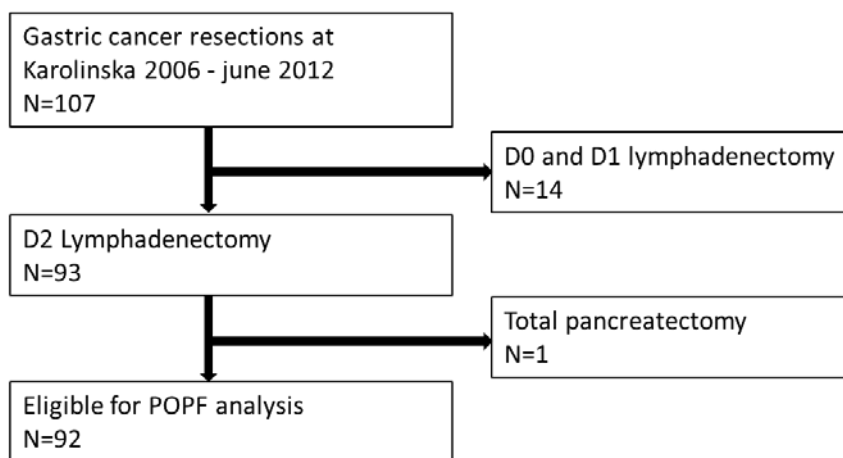 Gastric cancer resections at
Karolinska 2006 - june 2012
N=107
D0 and D1 lymphadenectomy
N=14
D2 Lymphadenectomy
N=93
Total pancreatectomy
N=1
Eligible for POPF analysis
N=92